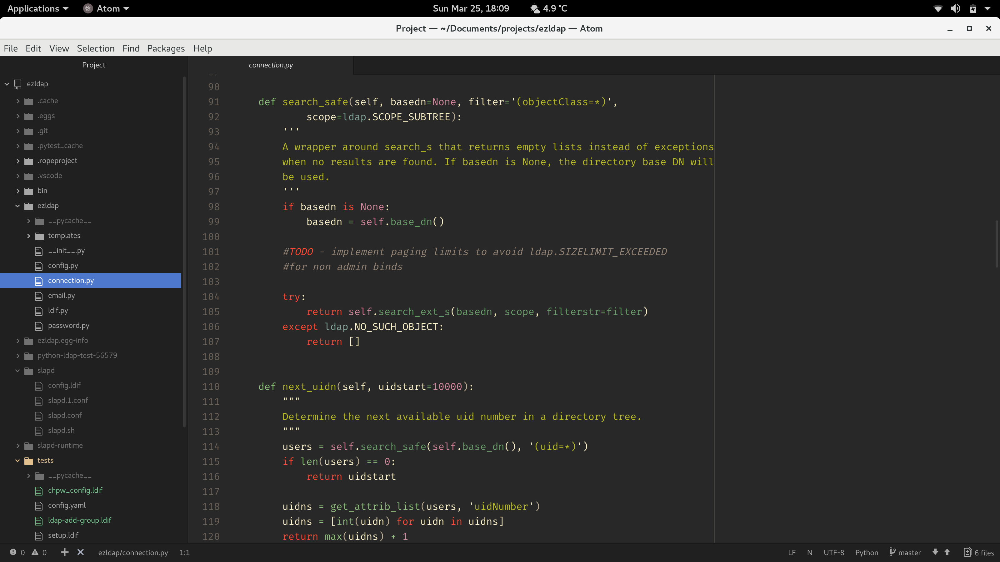 Applications Atom Sun Mar 25, 18:09 4.9 °C
Project — ~/Documents/projects/ezldap — Atom
File Edit View Selection Find Packages Help
Project
ezldap
.cache
.eggs
.git
.pytest_cache
.ropeproject
.vscode
bin
ezldap
__pycache__
templates
__init__.py
config.py
connection.py
email.py
ldif.py
password.py
ezldap.egg-info
python-ldap-test-56579
slapd
config.ldif
slapd.1.conf
slapd.conf
slapd.sh
slapd-runtime
tests
__pycache__
chpw_config.ldif
config.yaml
ldap-add-group.ldif
setup.ldif
connection.py
90
91 def search_safe(self, basedn=None, filter='(objectClass=*)',
92 scope=ldap.SCOPE_SUBTREE):
93 '''
94 A wrapper around search_s that returns empty lists instead of exceptions
95 when no results are found. If basedn is None, the directory base DN will
96 be used.
97 '''
98 if basedn is None:
99 basedn = self.base_dn()
100
101 #TODO - implement paging limits to avoid ldap.SIZELIMIT_EXCEEDED
102 #for non admin binds
103
104 try:
105 return self.search_ext_s(basedn, scope, filterstr=filter)
106 except ldap.NO_SUCH_OBJECT:
107 return []
108
109
110 def next_uidn(self, uidstart=10000):
111 """
112 Determine the next available uid number in a directory tree.
113 """
114 users = self.search_safe(self.base_dn(), '(uid=*)')
115 if len(users) == 0:
116 return uidstart
117
118 uidns = get_attrib_list(users, 'uidNumber')
119 uidns = [int(uidn) for uidn in uidns]
120 return max(uidns) + 1
0 0 ezldap/connection.py 1:1 LF N UTF-8 Python master 6 files